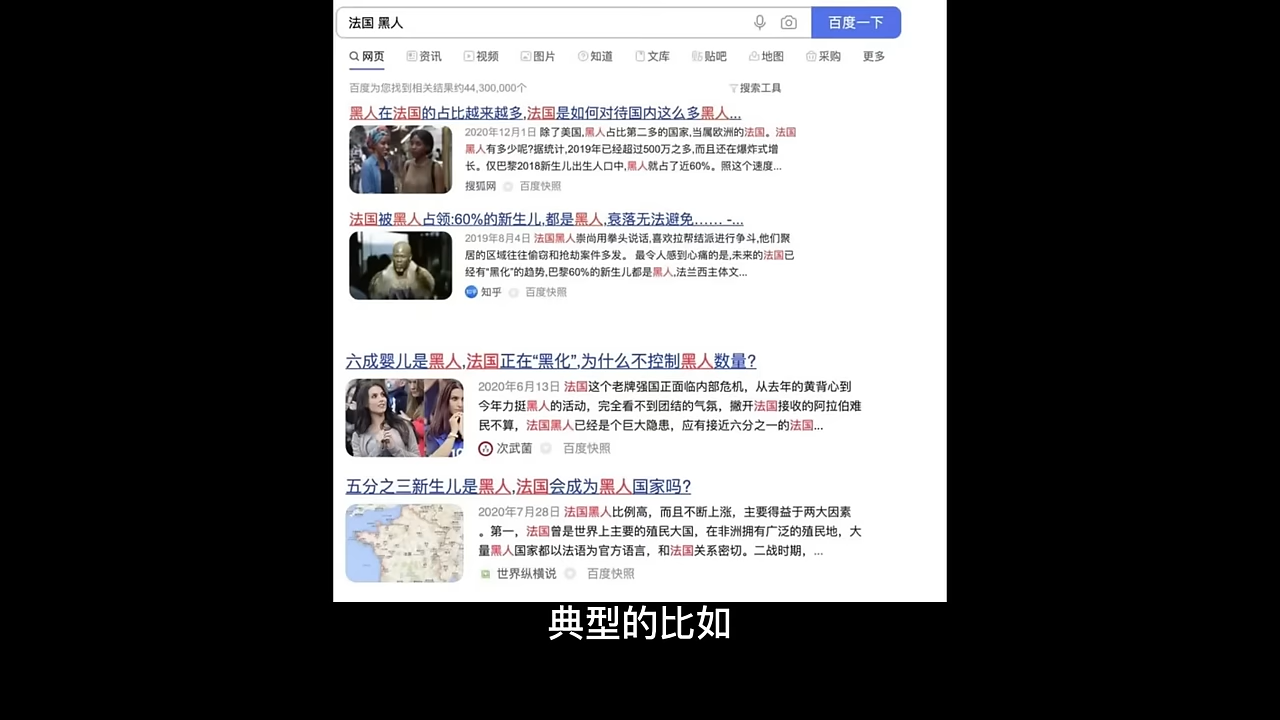 法国 黑人
百度一下
网页 资讯 视频 图片 知道 文库 贴吧 地图 采购 更多
百度为您找到相关结果约44,300,000个 搜索工具
黑人在法国的占比越来越多,法国是如何对待国内这么多黑人...
2020年12月1日 除了美国,黑人占比第二多的国家,当属欧洲的法国。法国
黑人有多少呢?据统计,2019年已经超过500万之多,而且还在爆炸式增
长。仅巴黎2018新生儿出生人口中,黑人就占了近60%。照这个速度...
搜狐网 百度快照
法国被黑人占领:60%的新生儿,都是黑人,衰落无法避免…… -...
2019年8月4日 法国黑人崇尚用拳头说话,喜欢拉帮结派进行争斗,他们聚
居的区域往往偷窃和抢劫案件多发。 最令人感到心痛的是,未来的法国已
经有“黑化”的趋势,巴黎60%的新生儿都是黑人,法兰西主体文...
知乎 百度快照
六成婴儿是黑人,法国正在“黑化”,为什么不控制黑人数量?
2020年6月13日 法国这个老牌强国正面临内部危机，从去年的黄背心到
今年力挺黑人的活动，完全看不到团结的气氛，撇开法国接收的阿拉伯难
民不算，法国黑人已经是个巨大隐患，应有接近六分之一的法国...
次武菌 百度快照
五分之三新生儿是黑人,法国会成为黑人国家吗?
2020年7月28日 法国黑人比例高，而且不断上涨，主要得益于两大因素
。第一，法国曾是世界上主要的殖民大国，在非洲拥有广泛的殖民地，大
量黑人国家都以法语为官方语言，和法国关系密切。二战时期，...
世界纵横说 百度快照
典型的比如